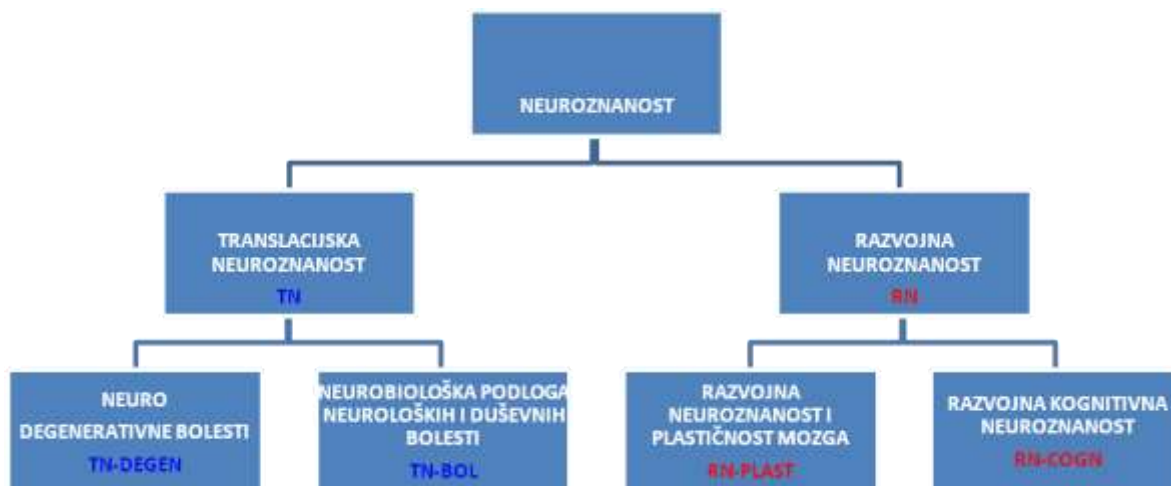 NEUROZNANOST
TRANSLACIJSKA
NEUROZNANOST
TN
RAZVOJNA
NEUROZNANOST
RN
NEURO
DEGENERATIVNE BOLESTI
TN-DEGEN
NEUROBIOLOŠKA PODLOGA
NEUROLOŠKIH I DUŠEVNIH
BOLESTI
TN-BOL
RAZVOJNA
NEUROZNANOST I
PLASTIČNOST MOZGA
RN-PLAST
RAZVOJNA KOGNITIVNA
NEUROZNANOST
RN-COGN